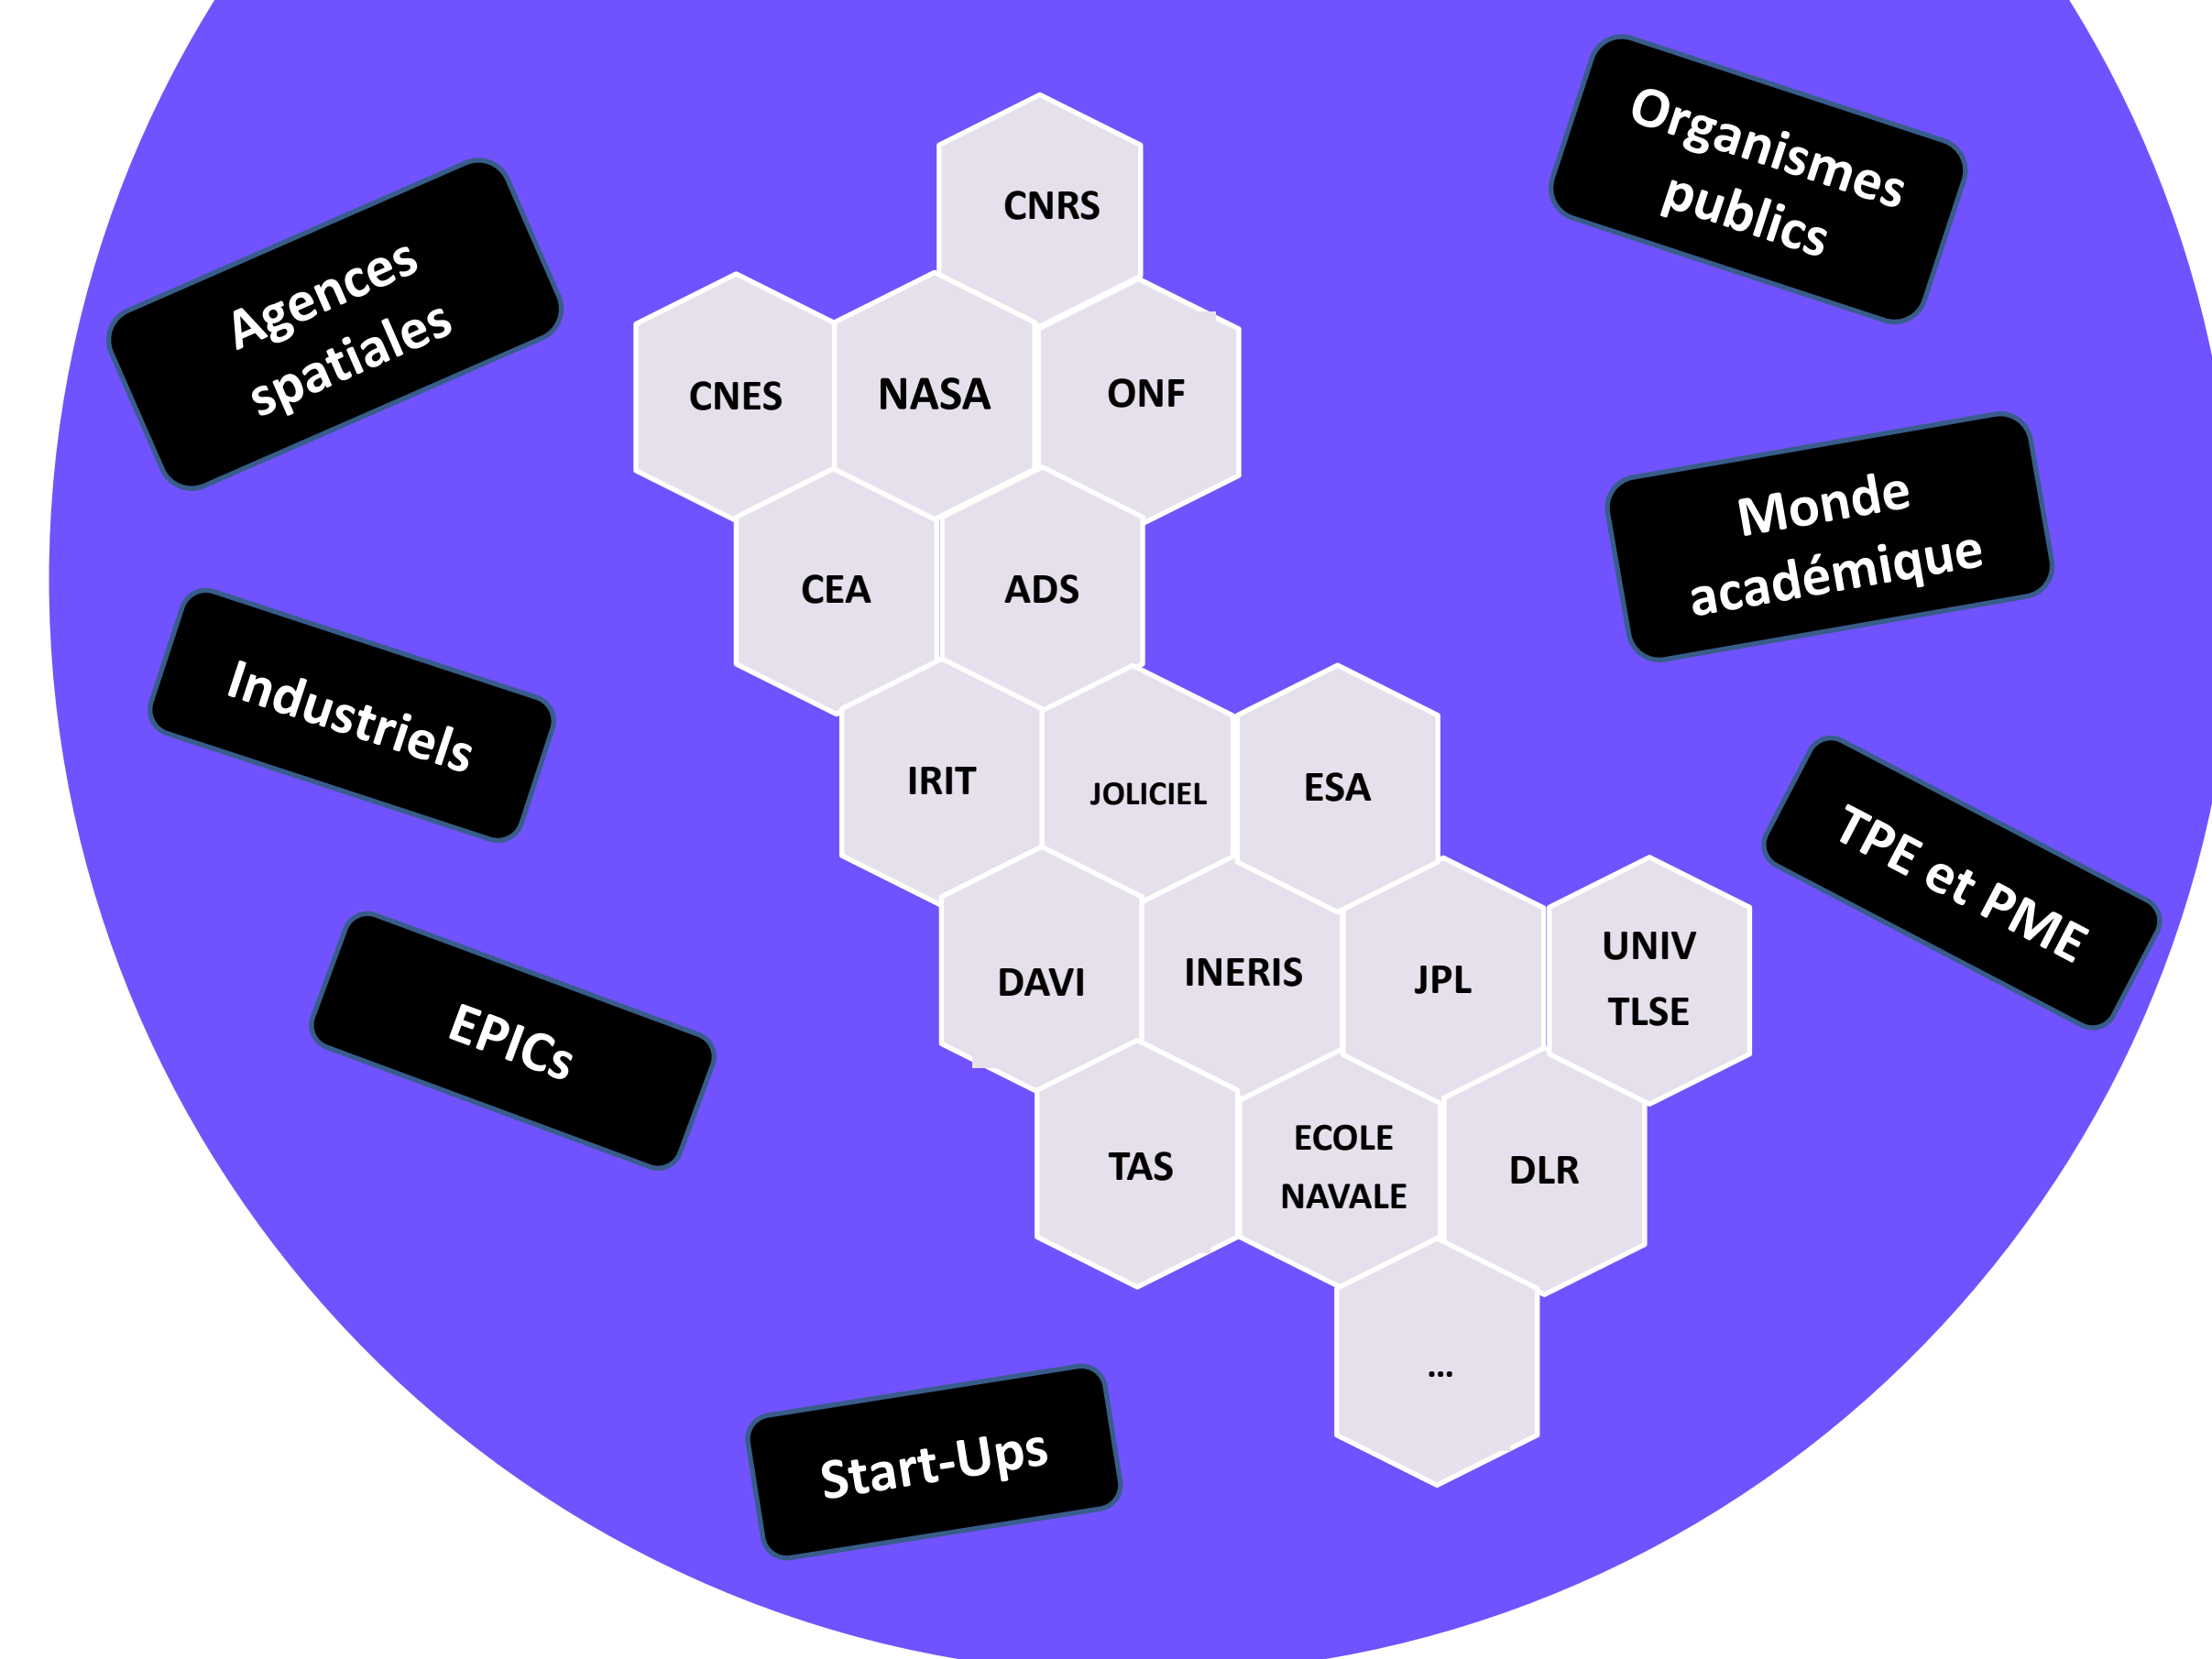 Organismes
publics
CNRS
Agences
spatiales
CNES
NASA
ONF
Monde
académique
CEA
ADS
Industriels
IRIT
JOLICIEL
ESA
TPE et PME
DAVI
INERIS
JPL
UNIV
TLSE
EPICs
TAS
ECOLE
NAVALE
DLR
...
Start-Ups